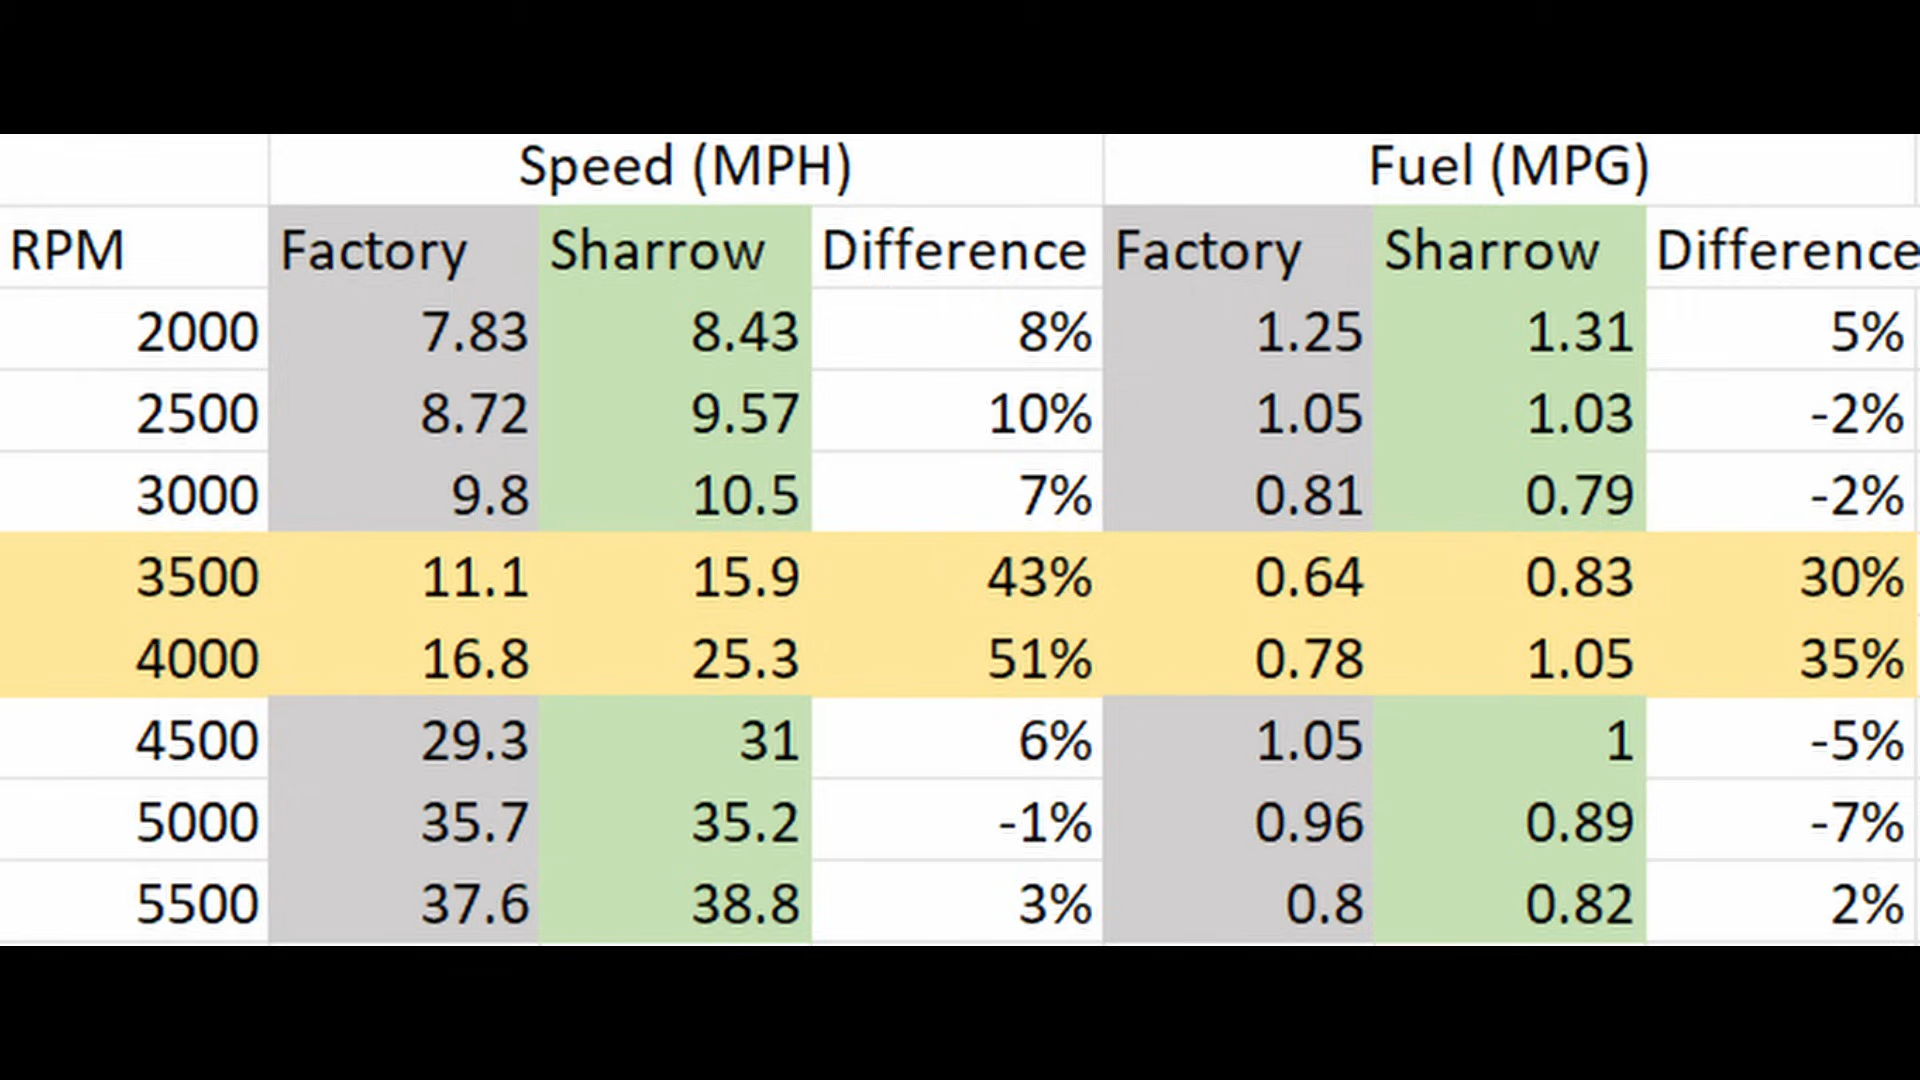 Speed (MPH) Fuel (MPG)
RPM Factory Sharrow Difference Factory Sharrow Difference
2000 7.83 8.43 8% 1.25 1.31 5%
2500 8.72 9.57 10% 1.05 1.03 -2%
3000 9.8 10.5 7% 0.81 0.79 -2%
3500 11.1 15.9 43% 0.64 0.83 30%
4000 16.8 25.3 51% 0.78 1.05 35%
4500 29.3 31 6% 1.05 1 -5%
5000 35.7 35.2 -1% 0.96 0.89 -7%
5500 37.6 38.8 3% 0.8 0.82 2%